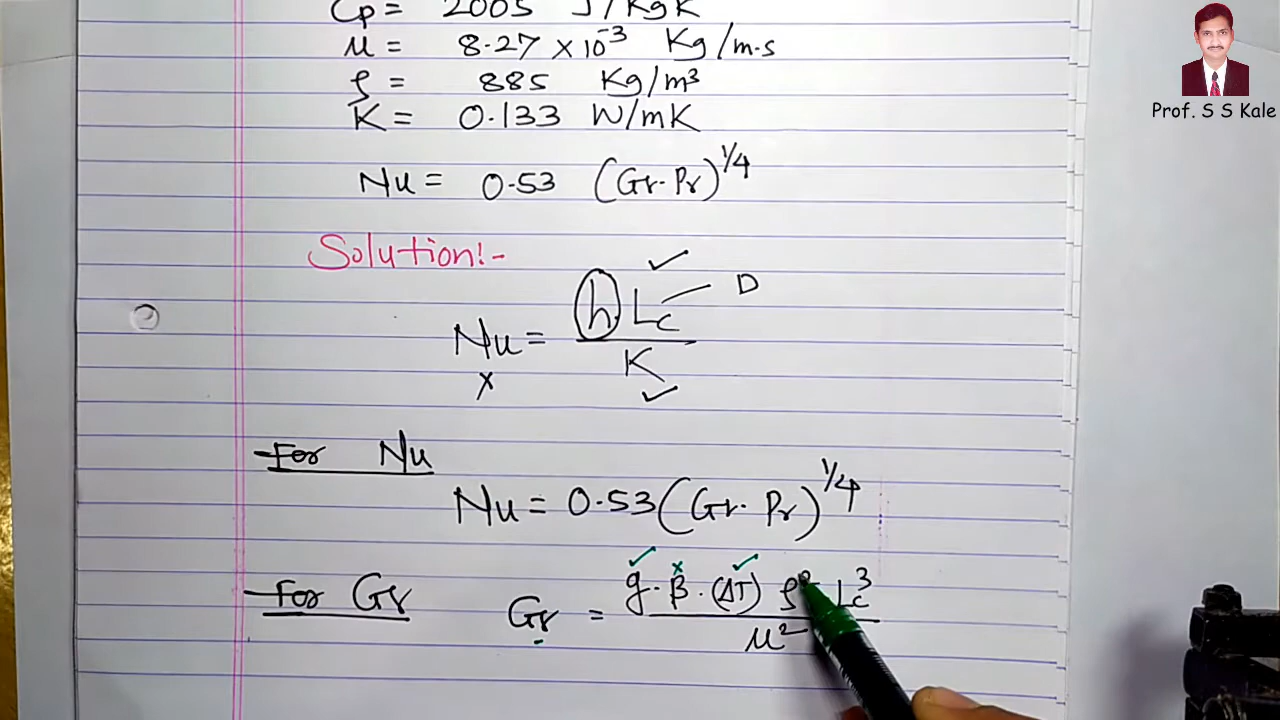 Cp = 2005 J/KgK
μ = 8.27 × 10⁻³ Kg/m·s
ρ = 885 Kg/m³
K = 0.133 W/mK
Nu = 0.53 (Gr·Pr)^1/4
Solution:-
Nu = h Lc / K
D
For Nu
Nu = 0.53 (Gr·Pr)^1/4
For Gr
Gr = g·β·(ΔT) ρ² Lc³ / μ²
Prof. S S Kale